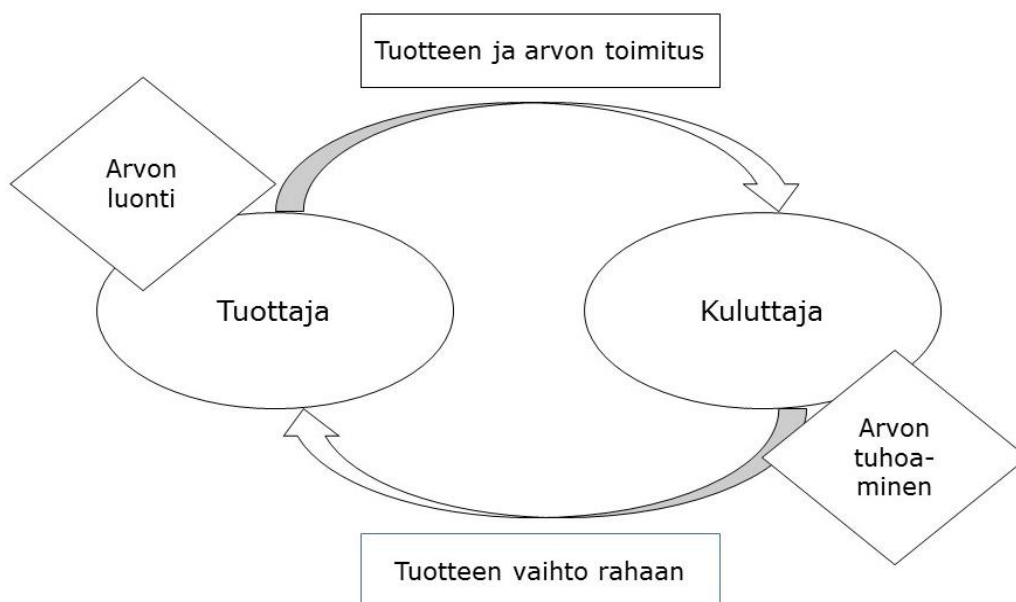 Tuotteen ja arvon toimitus
Arvon
luonti
Tuottaja
Kuluttaja
Arvon
tuhoa-
minen
Tuotteen vaihto rahaan